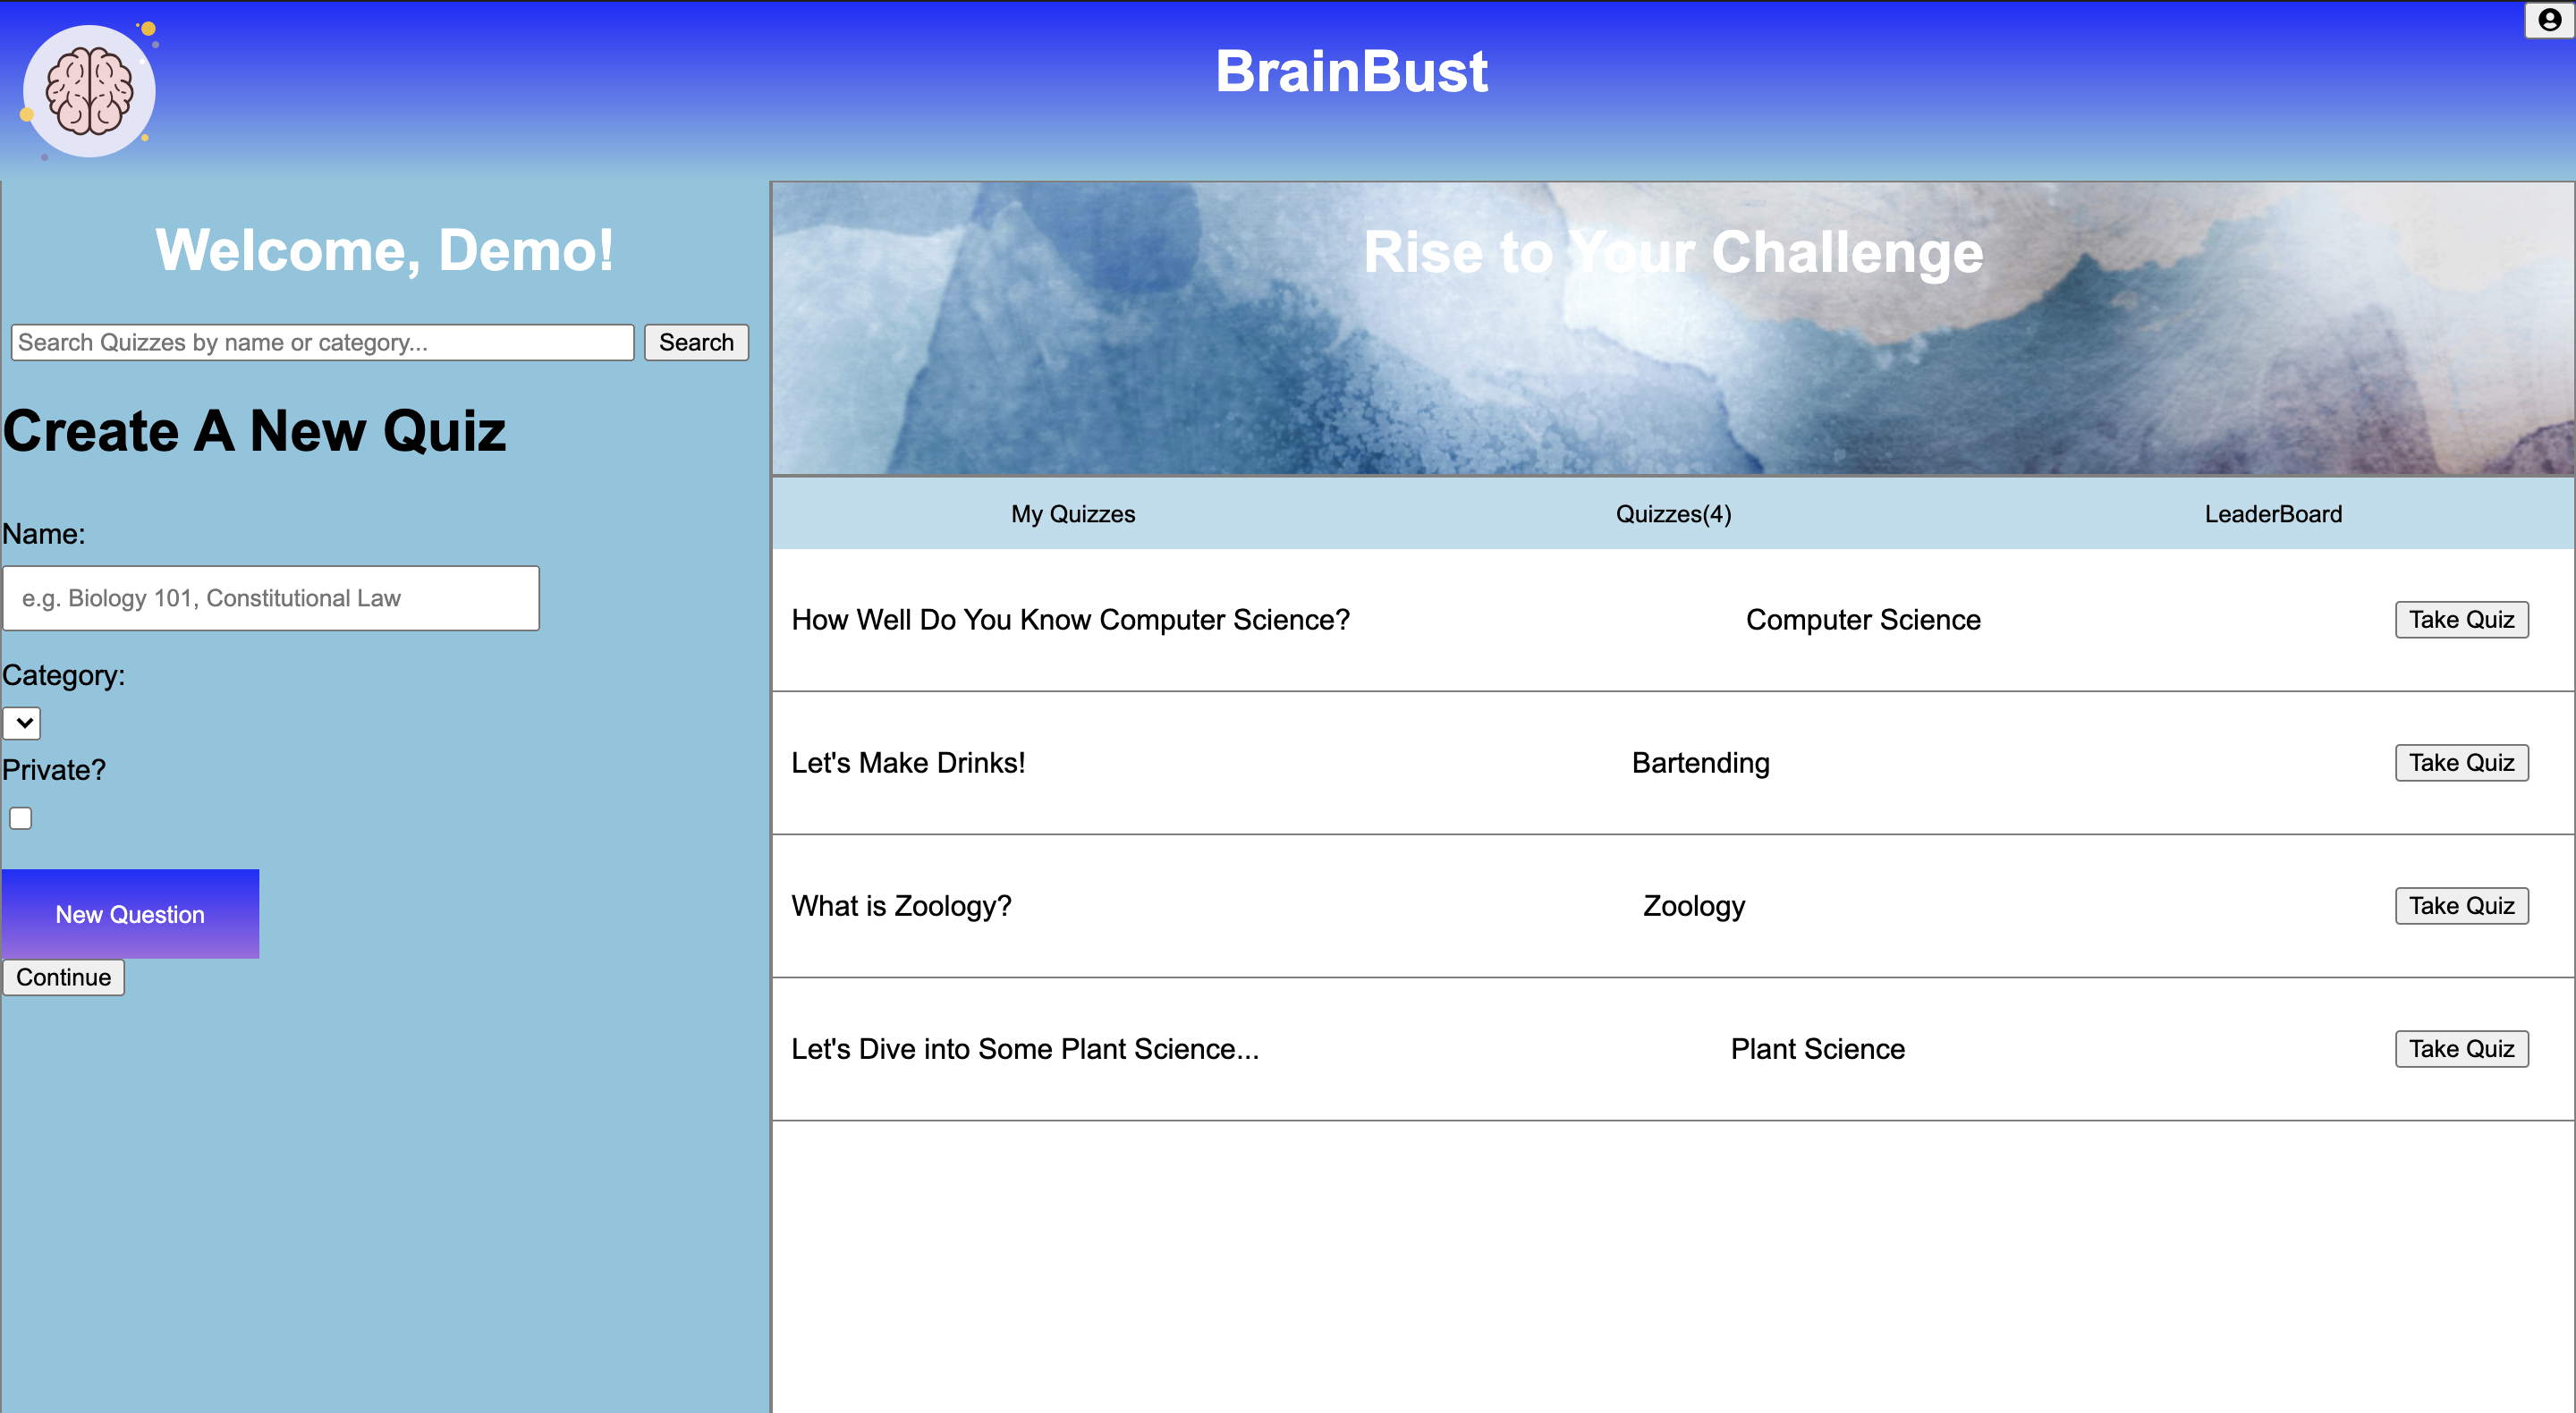 BrainBust
Welcome, Demo!
Search Quizzes by name or category...
Search
Create A New Quiz
Name:
e.g. Biology 101, Constitutional Law
Category:
Private?
New Question
Continue
Rise to Your Challenge
My Quizzes Quizzes(4) LeaderBoard
How Well Do You Know Computer Science? Computer Science Take Quiz
Let's Make Drinks! Bartending Take Quiz
What is Zoology? Zoology Take Quiz
Let's Dive into Some Plant Science... Plant Science Take Quiz